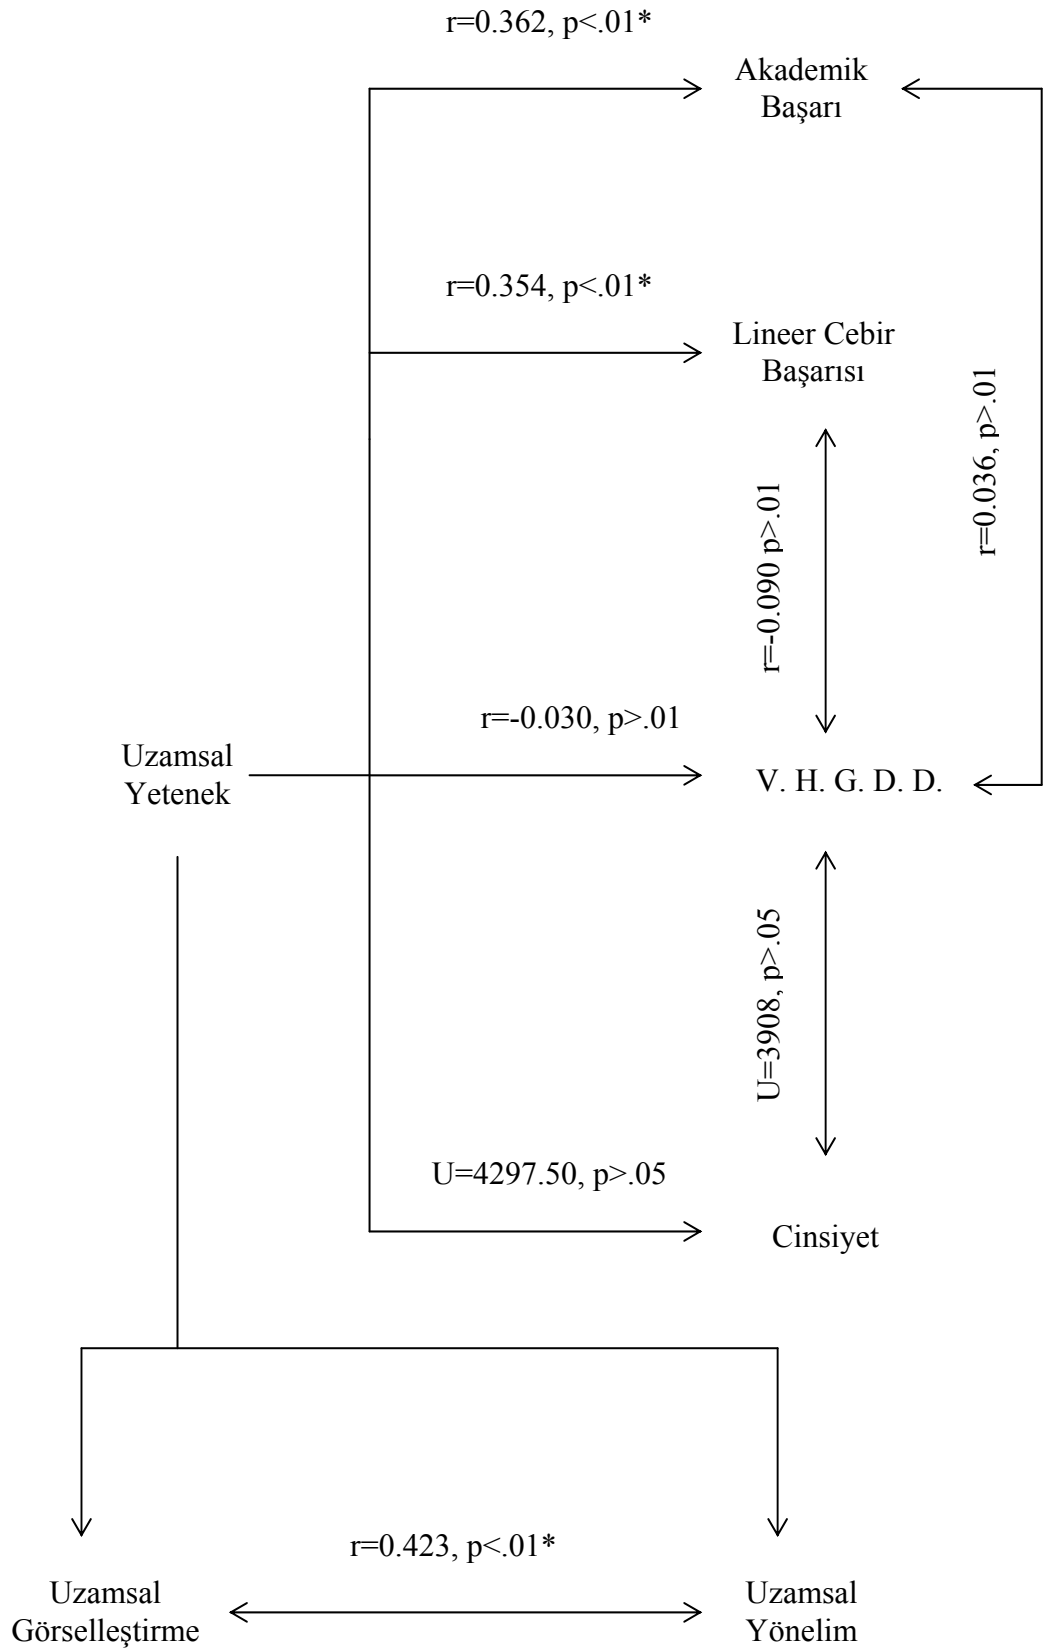 r=0.362, p<.01*
Akademik
Başarı
r=0.354, p<.01*
Lineer Cebir
Başarısı
r=0.036, p>.01
r=-0.090 p>.01
r=-0.030, p>.01
Uzamsal
Yetenek
V. H. G. D. D.
U=3908, p>.05
U=4297.50, p>.05
Cinsiyet
r=0.423, p<.01*
Uzamsal
Görselleştirme
Uzamsal
Yönelim